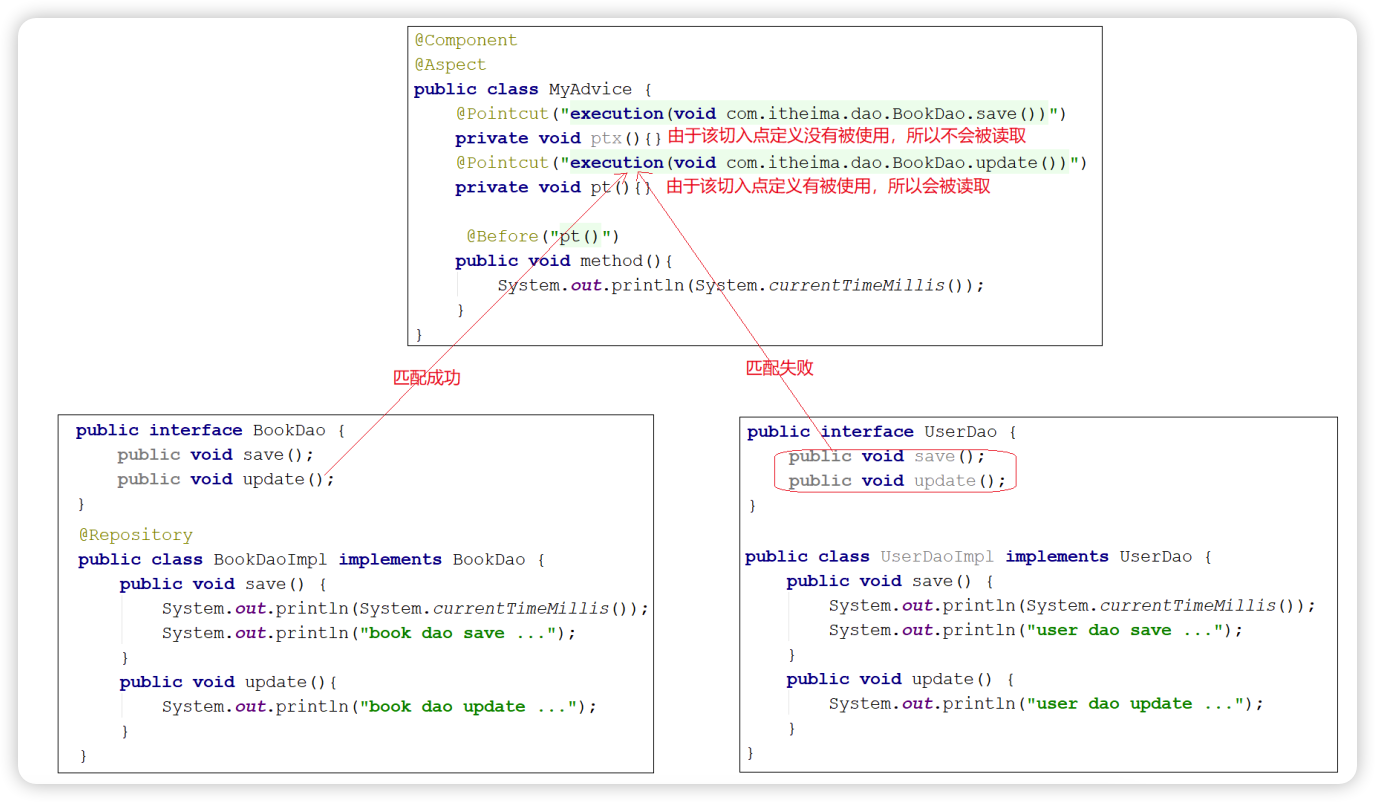 @Component
@Aspect
public class MyAdvice {
@Pointcut("execution(void com.itheima.dao.BookDao.save())")
private void ptx(){} 由于该切入点定义没有被使用，所以不会被读取
@Pointcut("execution(void com.itheima.dao.BookDao.update())")
private void pt(){} 由于该切入点定义有被使用，所以会被读取
@Before("pt()")
public void method(){
System.out.println(System.currentTimeMillis());
}
}
匹配成功
匹配失败
public interface BookDao {
public void save();
public void update();
}
@Repository
public class BookDaoImpl implements BookDao {
public void save() {
System.out.println(System.currentTimeMillis());
System.out.println("book dao save ...");
}
public void update(){
System.out.println("book dao update ...");
}
}
public interface UserDao {
public void save();
public void update();
}
public class UserDaoImpl implements UserDao {
public void save() {
System.out.println(System.currentTimeMillis());
System.out.println("user dao save ...");
}
public void update() {
System.out.println("user dao update ...");
}
}